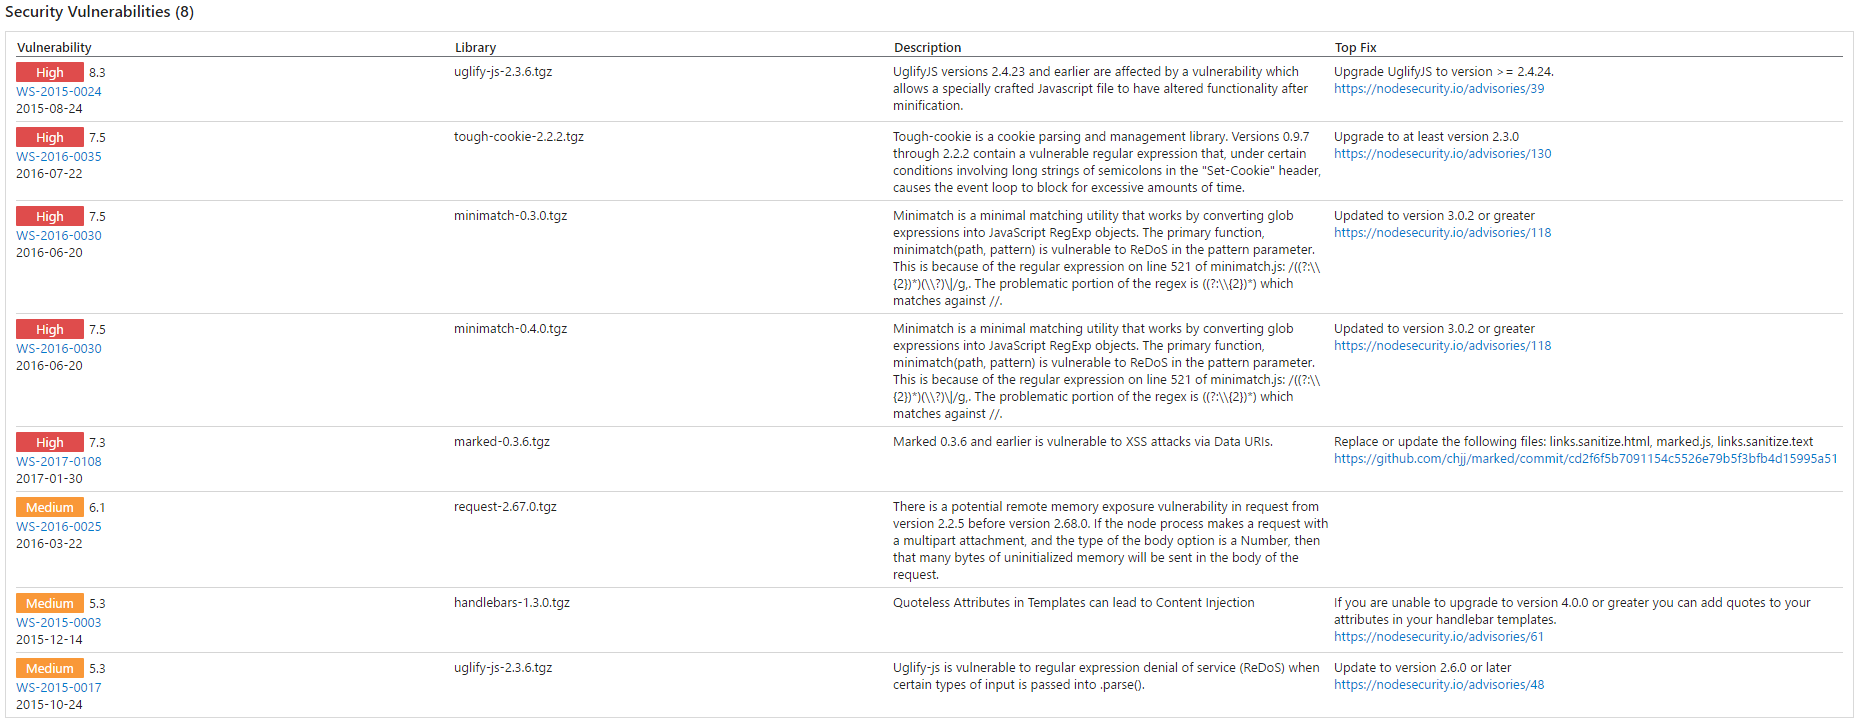 Security Vulnerabilities (8)
Vulnerability Library Description Top Fix
High 8.3 uglify-js-2.3.6.tgz UglifyJS versions 2.4.23 and earlier are affected by a vulnerability which Upgrade UglifyJS to version >= 2.4.24.
WS-2015-0024 allows a specially crafted Javascript file to have altered functionality after https://nodesecurity.io/advisories/39
2015-08-24 minification.
High 7.5 tough-cookie-2.2.2.tgz Tough-cookie is a cookie parsing and management library. Versions 0.9.7 Upgrade to at least version 2.3.0
WS-2016-0035 through 2.2.2 contain a vulnerable regular expression that, under certain https://nodesecurity.io/advisories/130
2016-07-22 conditions involving long strings of semicolons in the "Set-Cookie" header,
causes the event loop to block for excessive amounts of time.
High 7.5 minimatch-0.3.0.tgz Minimatch is a minimal matching utility that works by converting glob Updated to version 3.0.2 or greater
WS-2016-0030 expressions into JavaScript RegExp objects. The primary function, https://nodesecurity.io/advisories/118
2016-06-20 minimatch(path, pattern) is vulnerable to ReDoS in the pattern parameter.
This is because of the regular expression on line 521 of minimatch.js: /((?:\\
{2})*)(\\?)\|/g,. The problematic portion of the regex is ((?:\\{2})*) which
matches against //.
High 7.5 minimatch-0.4.0.tgz Minimatch is a minimal matching utility that works by converting glob Updated to version 3.0.2 or greater
WS-2016-0030 expressions into JavaScript RegExp objects. The primary function, https://nodesecurity.io/advisories/118
2016-06-20 minimatch(path, pattern) is vulnerable to ReDoS in the pattern parameter.
This is because of the regular expression on line 521 of minimatch.js: /((?:\\
{2})*)(\\?)\|/g,. The problematic portion of the regex is ((?:\\{2})*) which
matches against //.
High 7.3 marked-0.3.6.tgz Marked 0.3.6 and earlier is vulnerable to XSS attacks via Data URIs. Replace or update the following files: links.sanitize.html, marked.js, links.sanitize.text
WS-2017-0108 https://github.com/chjj/marked/commit/cd2f6f5b7091154c5526e79b5f3bfb4d15995a51
2017-01-30
Medium 6.1 request-2.67.0.tgz There is a potential remote memory exposure vulnerability in request from
WS-2016-0025 version 2.2.5 before version 2.68.0. If the node process makes a request with
2016-03-22 a multipart attachment, and the type of the body option is a Number, then
that many bytes of uninitialized memory will be sent in the body of the
request.
Medium 5.3 handlebars-1.3.0.tgz Quoteless Attributes in Templates can lead to Content Injection If you are unable to upgrade to version 4.0.0 or greater you can add quotes to your
WS-2015-0003 attributes in your handlebar templates.
2015-12-14 https://nodesecurity.io/advisories/61
Medium 5.3 uglify-js-2.3.6.tgz Uglify-js is vulnerable to regular expression denial of service (ReDoS) when Update to version 2.6.0 or later
WS-2015-0017 certain types of input is passed into .parse(). https://nodesecurity.io/advisories/48
2015-10-24